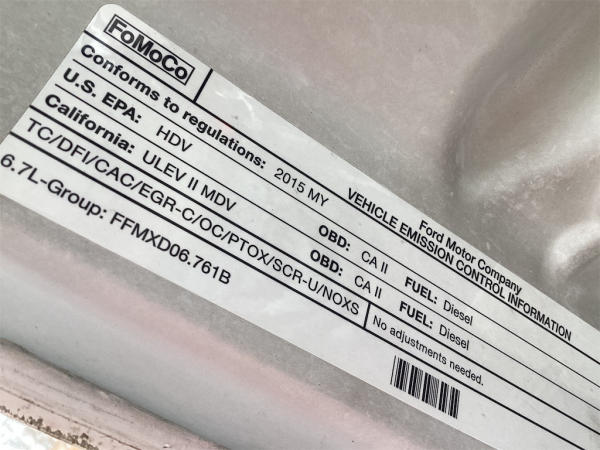 FoMoCo
Ford Motor Company
VEHICLE EMISSION CONTROL INFORMATION
Conforms to regulations: 2015 MY
U.S. EPA: HDV OBD: CA II FUEL: Diesel
California: ULEV II MDV OBD: CA II FUEL: Diesel
TC/DFI/CAC/EGR-C/OC/PTOX/SCR-U/NOXS No adjustments needed.
6.7L-Group: FFMXD06.761B